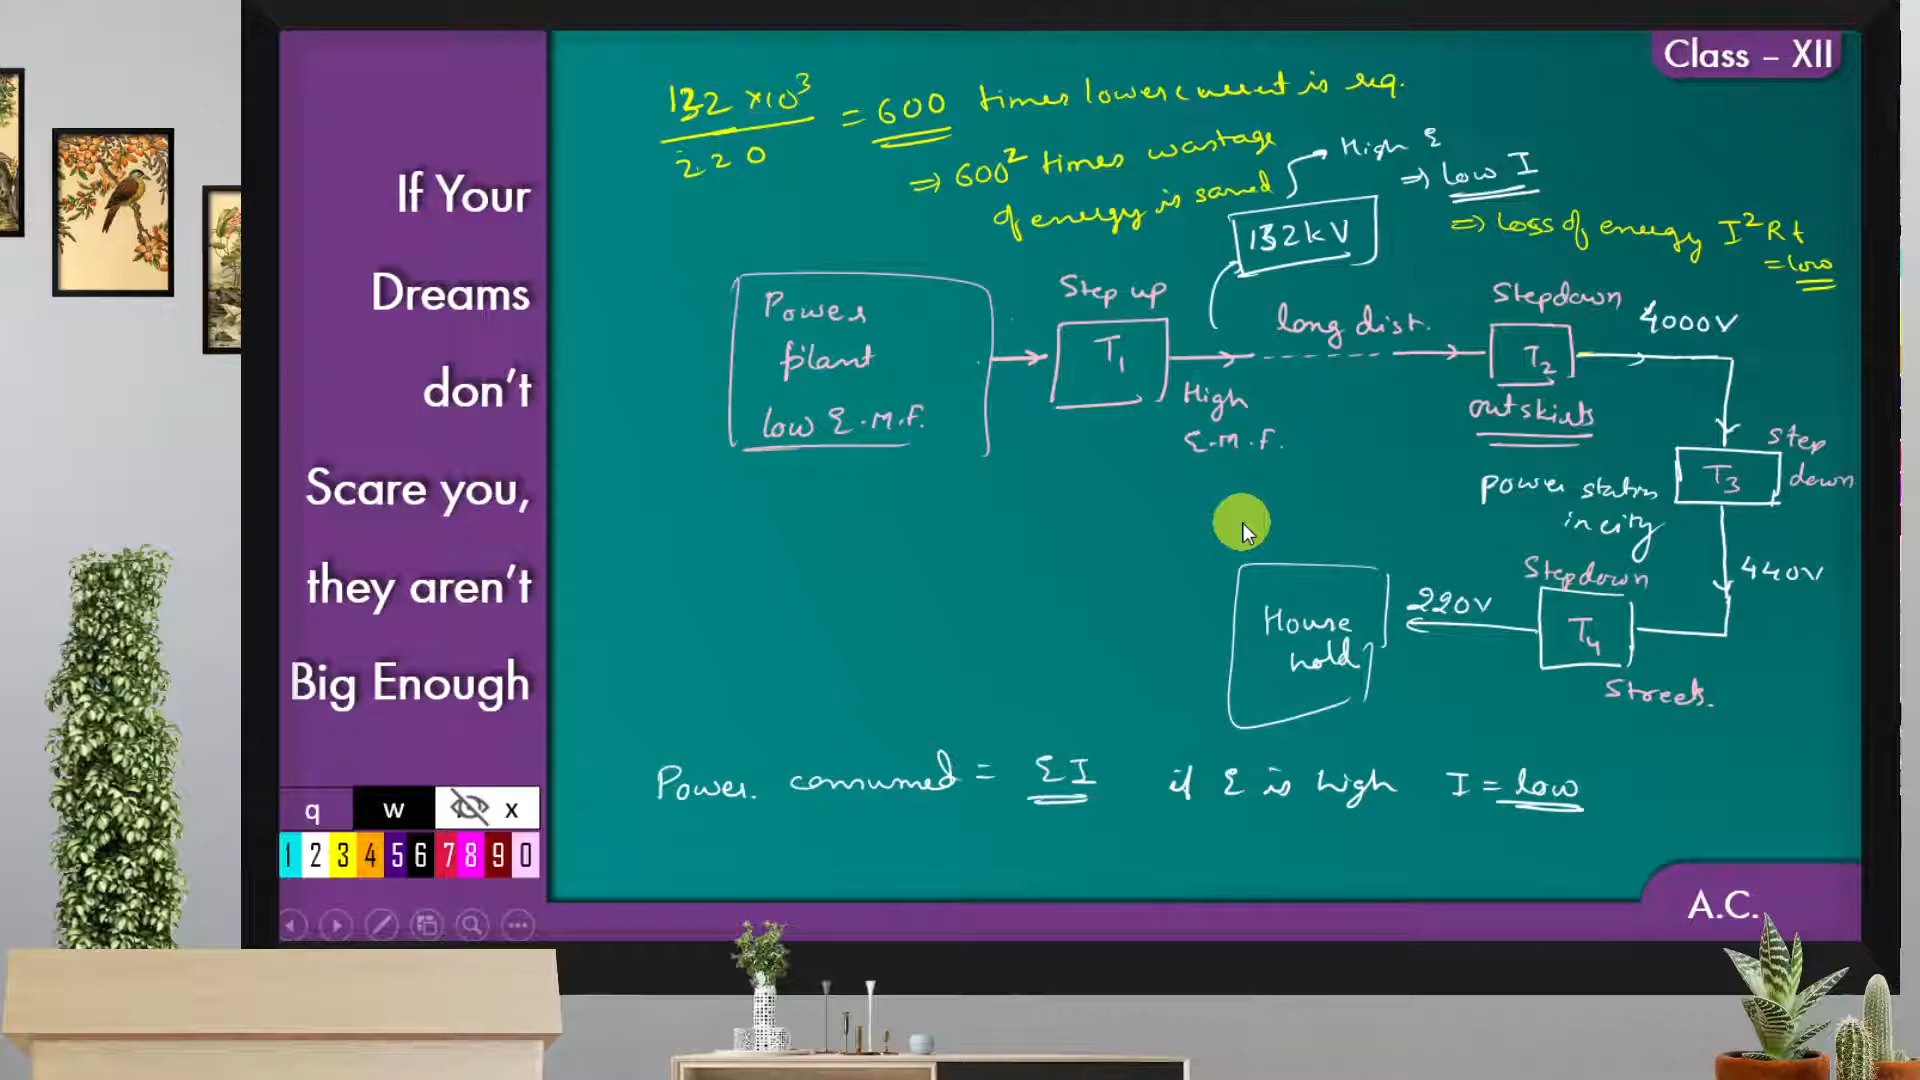 Class – XII
If Your
Dreams
don't
Scare you,
they aren't
Big Enough
132 ×10³ / 220 = 600 times lower current is req.
⇒ 600² times wastage
of energy is saved
High ℰ
⇒ low I
⇒ Loss of energy I²Rt
= low
132kV
Power
plant
low ℰ.M.F.
Step up
T₁
High
ℰ.M.F.
long dist.
Stepdown
T₂
outskirts
4000V
Step
down
T₃
power station
in city
440V
Stepdown
T₄
Streets.
220V
House
hold
Power consumed = ℰI if ℰ is high I = low
q w x
1 2 3 4 5 6 7 8 9 0
A.C.